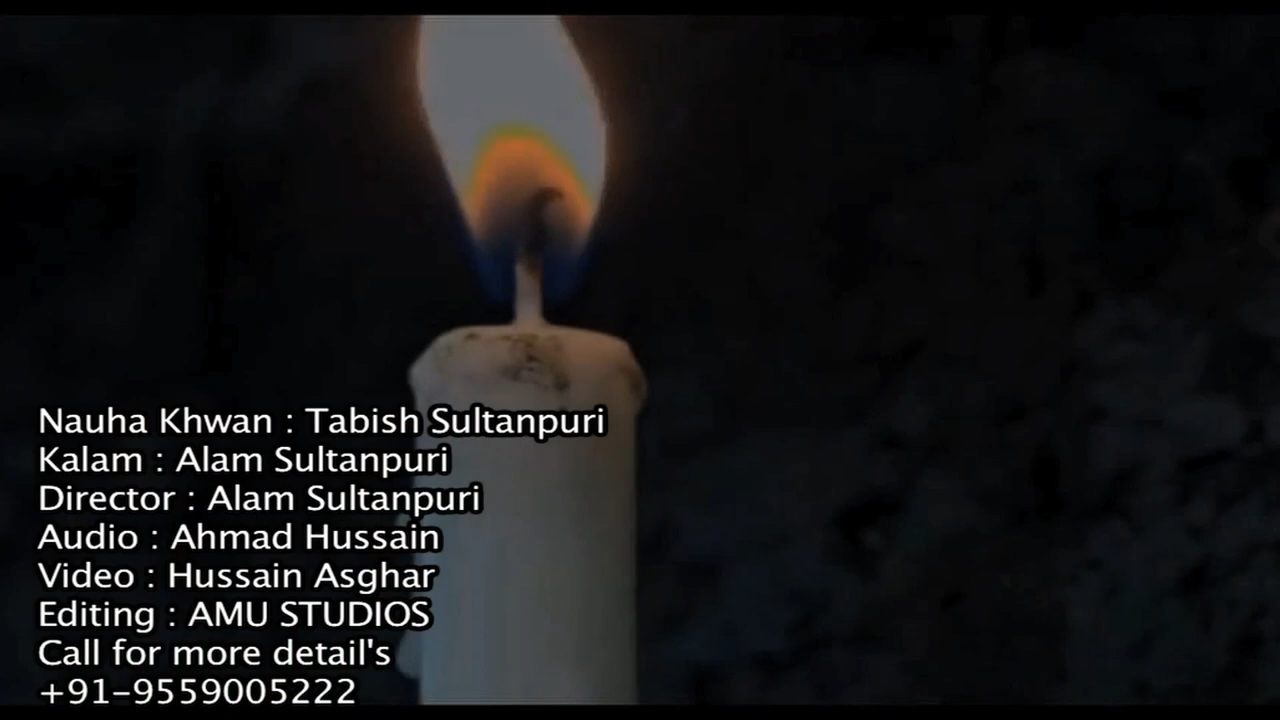 Nauha Khwan : Tabish Sultanpuri
Kalam : Alam Sultanpuri
Director : Alam Sultanpuri
Audio : Ahmad Hussain
Video : Hussain Asghar
Editing : AMU STUDIOS
Call for more detail's
+91-9559005222